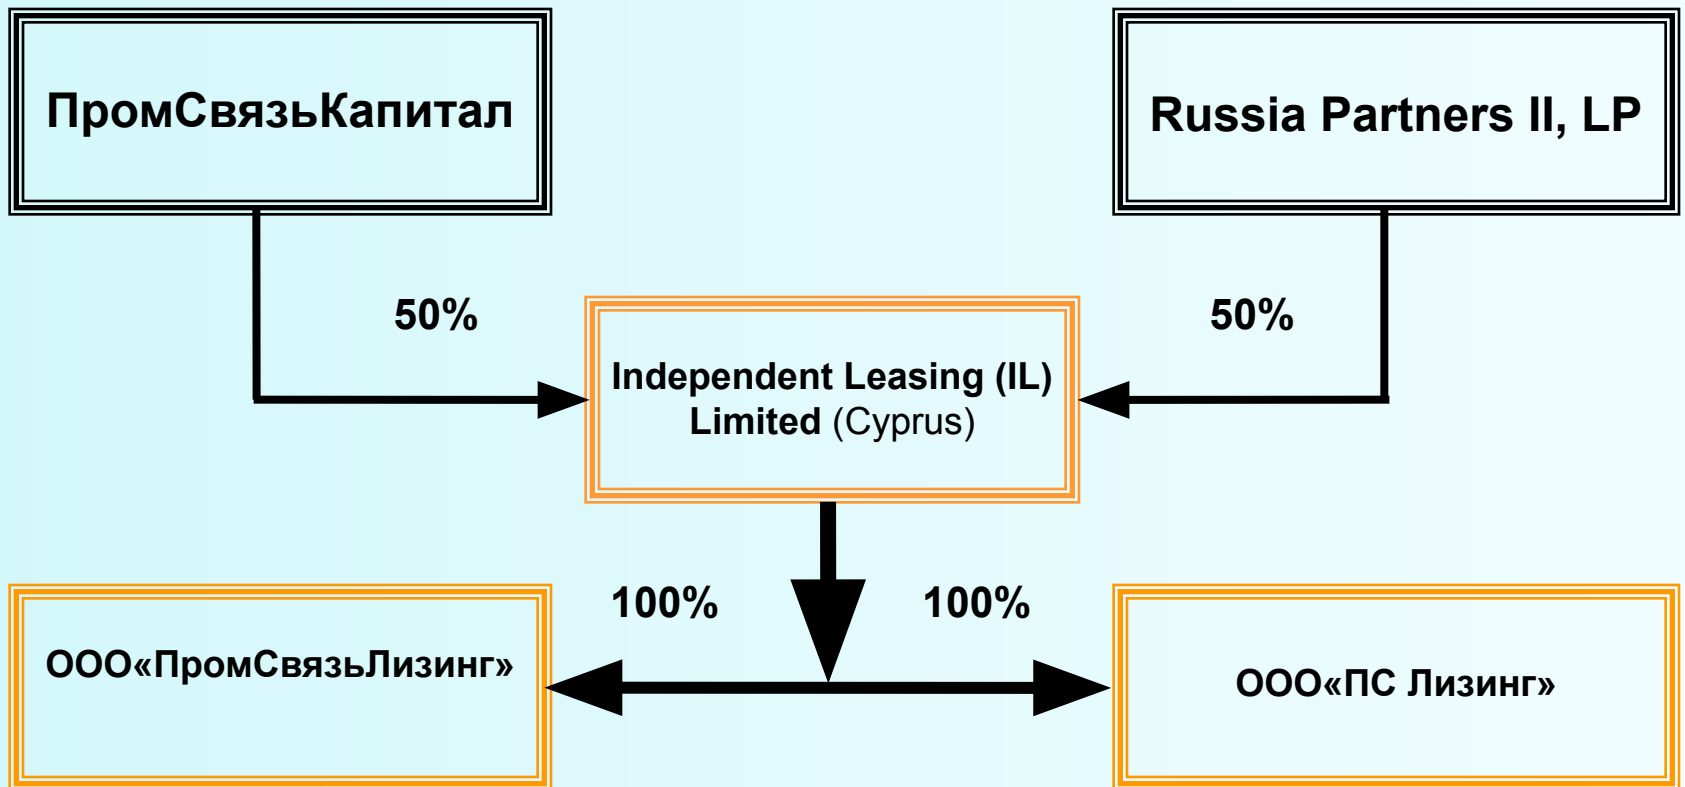 ПромСвязьКапитал
Russia Partners II, LP
50%
50%
Independent Leasing (IL)
Limited (Cyprus)
100%
100%
ООО«ПромСвязьЛизинг»
ООО«ПС Лизинг»